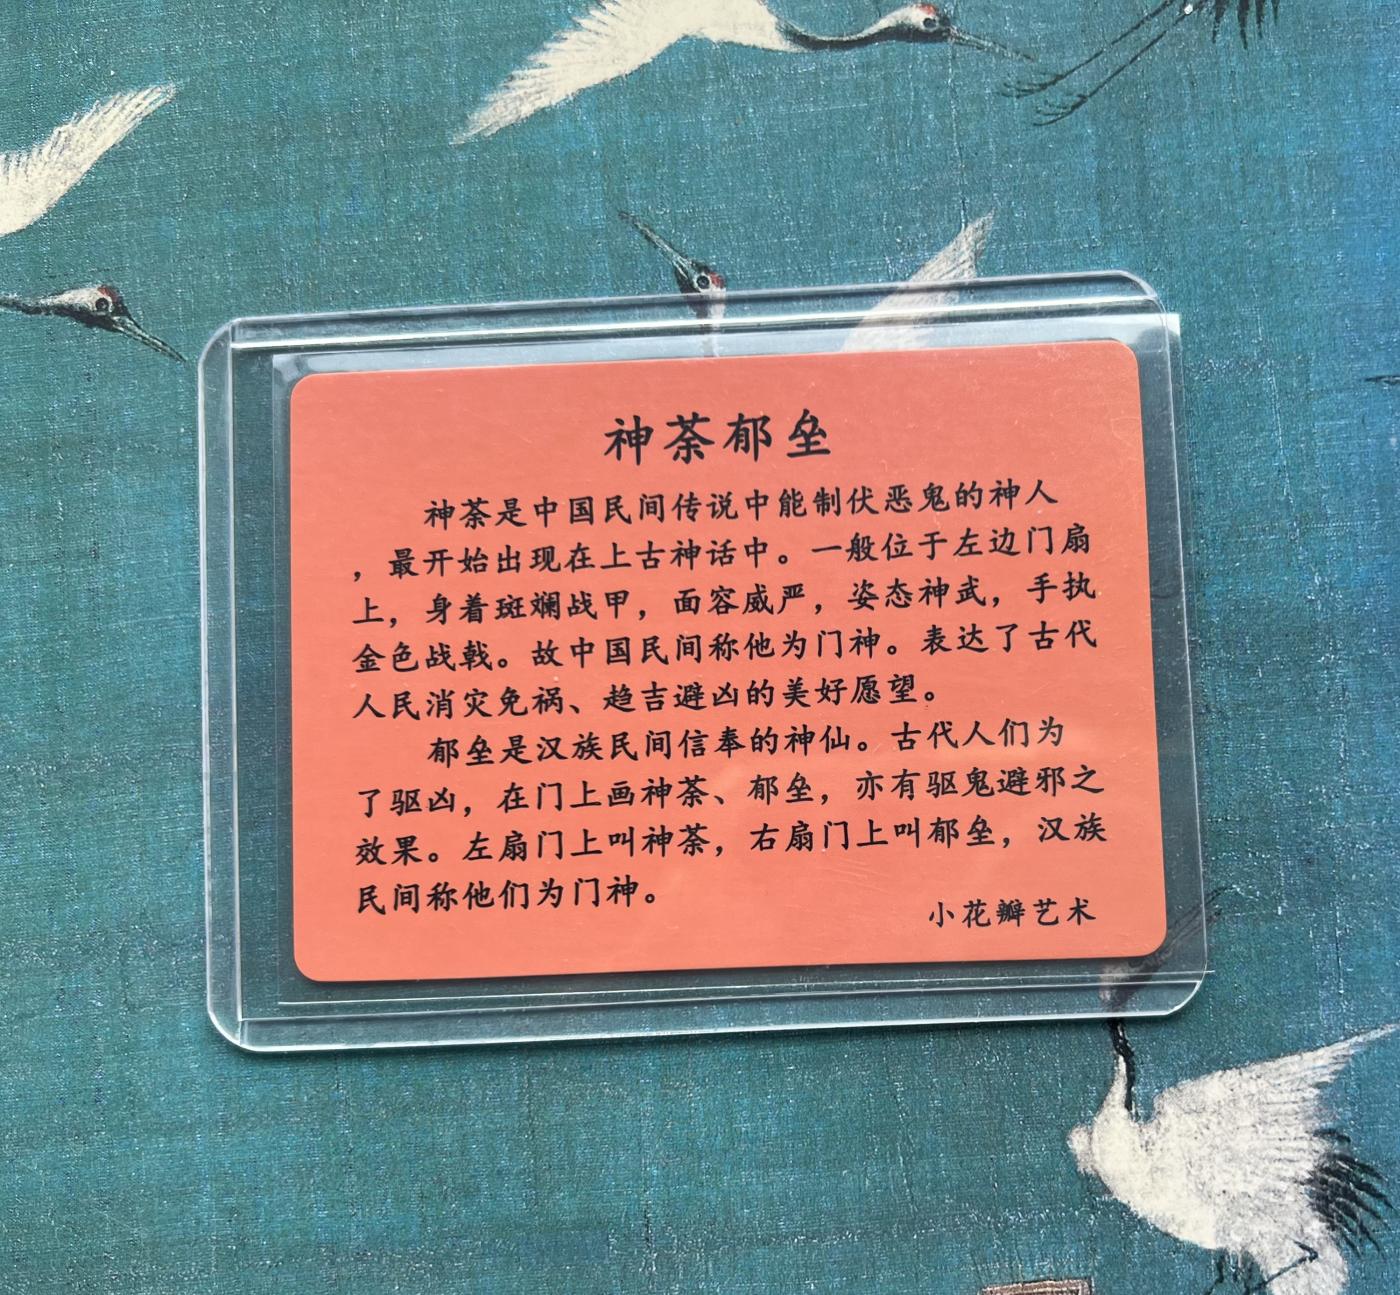 神荼郁垒
神荼是中国民间传说中能制伏恶鬼的神人
，最开始出现在上古神话中。一般位于左边门扇
上，身着斑斓战甲，面容威严，姿态神武，手执
金色战戟。故中国民间称他为门神。表达了古代
人民消灾免祸、趋吉避凶的美好愿望。
郁垒是汉族民间信奉的神仙。古代人们为
了驱凶，在门上画神荼、郁垒，亦有驱鬼避邪之
效果。左扇门上叫神荼，右扇门上叫郁垒，汉族
民间称他们为门神。
小花瓣艺术